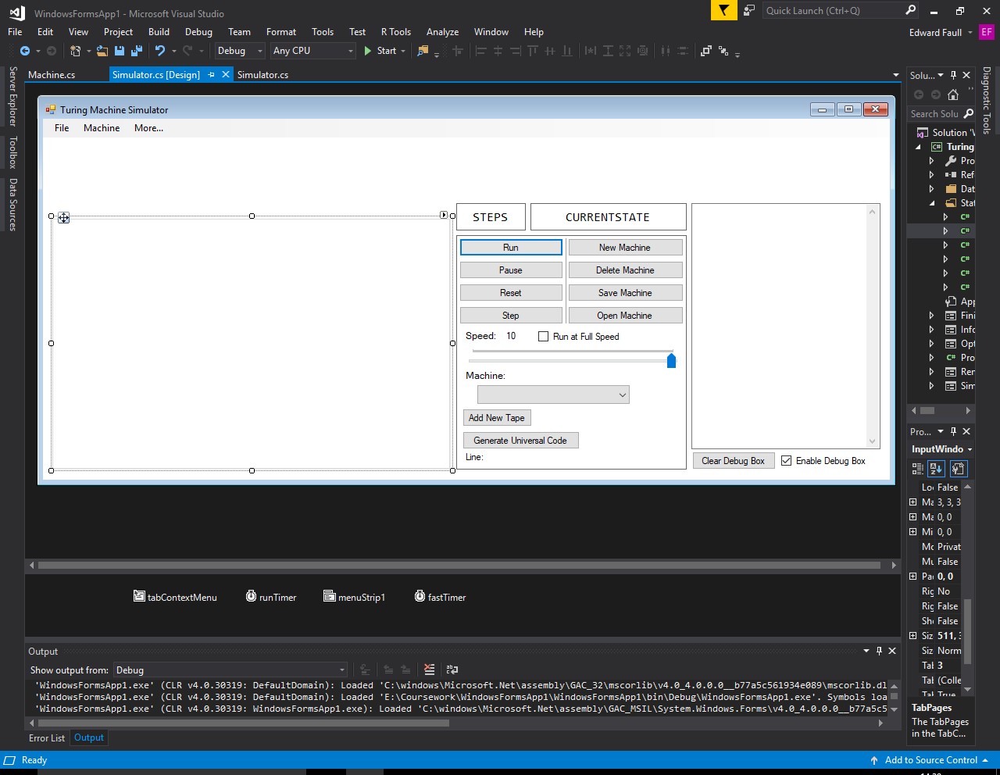 WindowsFormsApp1 - Microsoft Visual Studio
Quick Launch (Ctrl+Q)
File Edit View Project Build Debug Team Format Tools Test R Tools Analyze Window Help
Edward Faull EF
Debug Any CPU Start
Machine.cs Simulator.cs [Design] Simulator.cs
Server Explorer
Toolbox
Data Sources
Turing Machine Simulator
File Machine More...
STEPS CURRENTSTATE
Run New Machine
Pause Delete Machine
Reset Save Machine
Step Open Machine
Speed: 10 Run at Full Speed
Machine:
Add New Tape
Generate Universal Code
Line:
Clear Debug Box Enable Debug Box
tabContextMenu runTimer menuStrip1 fastTimer
Output
Show output from: Debug
'WindowsFormsApp1.exe' (CLR v4.0.30319: DefaultDomain): Loaded 'C:\windows\Microsoft.Net\assembly\GAC_32\mscorlib\v4.0_4.0.0.0__b77a5c561934e089\mscorlib.dl
'WindowsFormsApp1.exe' (CLR v4.0.30319: DefaultDomain): Loaded 'E:\Coursework\WindowsFormsApp1\WindowsFormsApp1\bin\Debug\WindowsFormsApp1.exe'. Symbols loa
'WindowsFormsApp1.exe' (CLR v4.0.30319: WindowsFormsApp1.exe): Loaded 'C:\windows\Microsoft.Net\assembly\GAC_MSIL\System.Windows.Forms\v4.0_4.0.0.0__b77a5c5
Error List Output
Solu...
Search Solu
Solution '
C# Turing
Pro
Refe
Dat
Stat
C#
C#
C#
C#
C#
C#
App
Fini
Info
Opt
C# Pro
Ren
Sim
Diagnostic Tools
Pro...
InputWindo
Loc False
Ma 3, 3, 3
Ma 0, 0
Mi 0, 0
Mo Privat
Mu False
Pac 0, 0
Rig No
Rig False
Sho False
Siz 511, 3
Siz Norm
Tab 3
Tal (Colle
Tal True
TabPages
The TabPages
in the TabC...
Ready
Add to Source Control